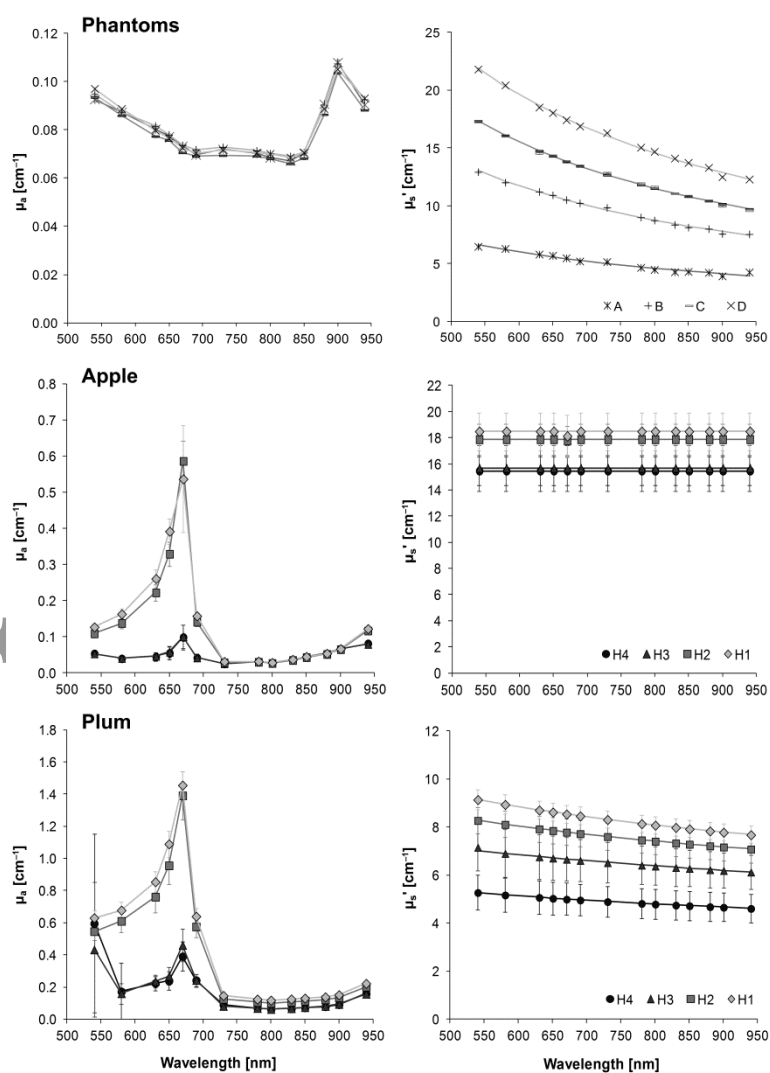 Phantoms
0.12
0.10
0.08
0.06
0.04
0.02
0.00
μa [cm⁻¹]
500 550 600 650 700 750 800 850 900 950
25
20
15
10
5
0
μs' [cm⁻¹]
A B C D
500 550 600 650 700 750 800 850 900 950
Apple
0.8
0.7
0.6
0.5
0.4
0.3
0.2
0.1
0.0
μa [cm⁻¹]
500 550 600 650 700 750 800 850 900 950
22
20
18
16
14
12
10
8
6
4
2
0
μs' [cm⁻¹]
H4 H3 H2 H1
500 550 600 650 700 750 800 850 900 950
Plum
1.8
1.6
1.4
1.2
1.0
0.8
0.6
0.4
0.2
0.0
μa [cm⁻¹]
500 550 600 650 700 750 800 850 900 950
Wavelength [nm]
12
10
8
6
4
2
0
μs' [cm⁻¹]
H4 H3 H2 H1
500 550 600 650 700 750 800 850 900 950
Wavelength [nm]